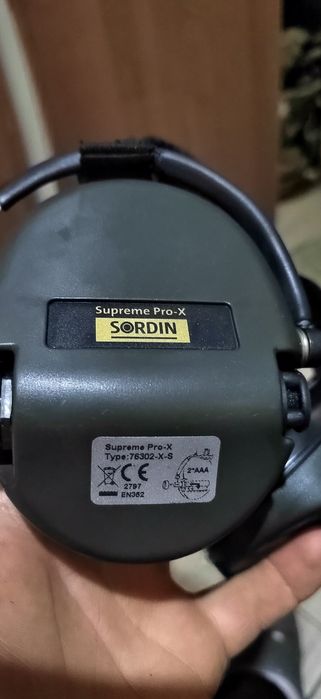 Supreme Pro-X
SORDIN
Supreme Pro-X
Type:76302-X-S
2*AAA
CE
2797
EN352